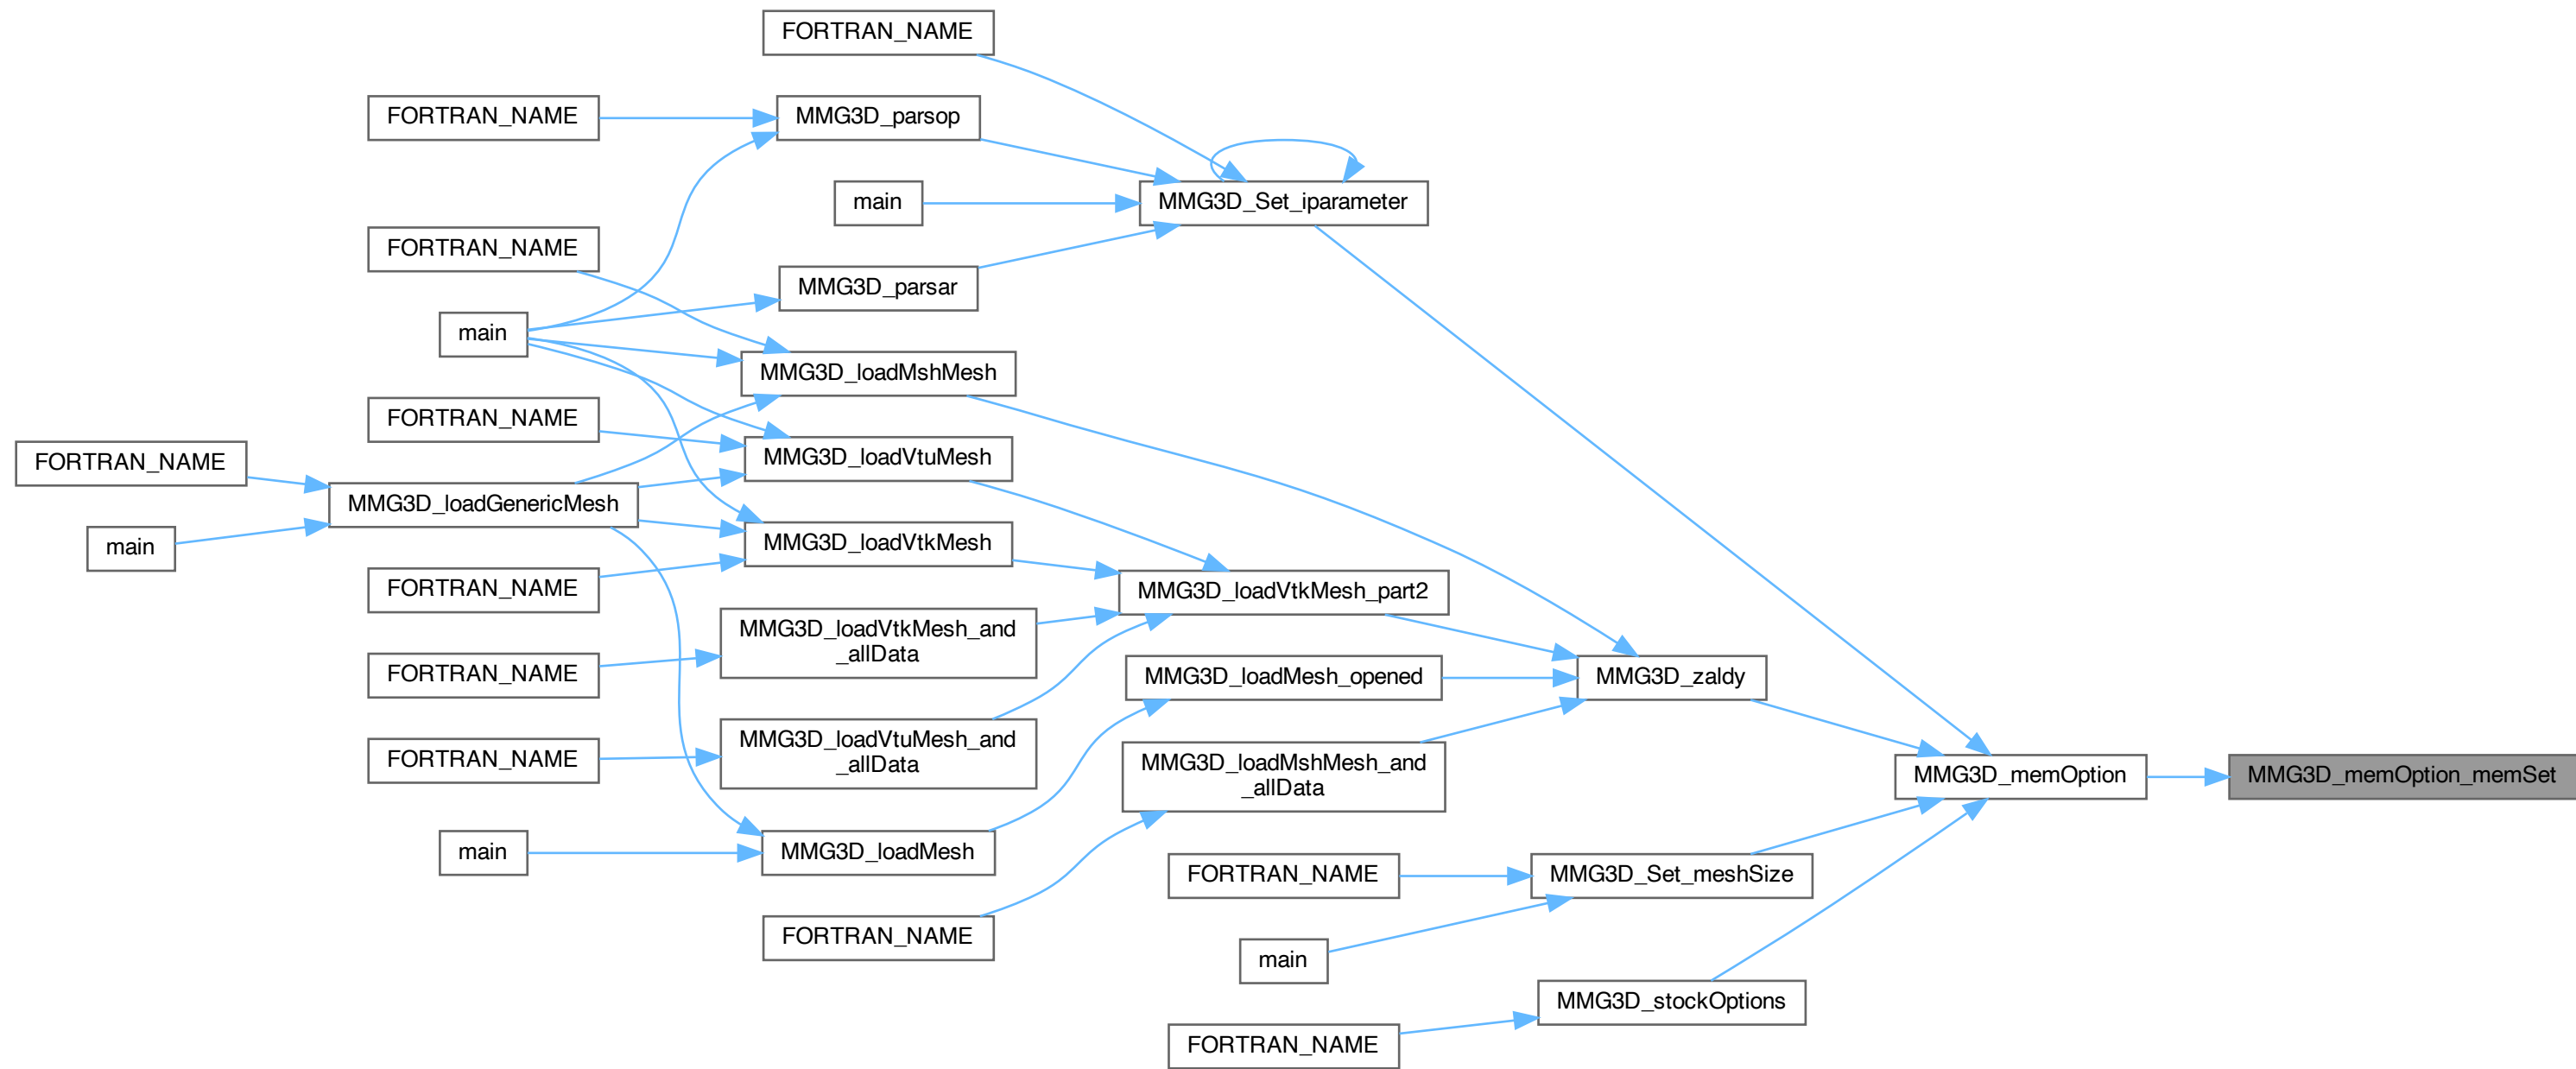 FORTRAN_NAME
FORTRAN_NAME
MMG3D_parsop
main
MMG3D_Set_iparameter
FORTRAN_NAME
MMG3D_parsar
main
MMG3D_loadMshMesh
FORTRAN_NAME
FORTRAN_NAME
MMG3D_loadVtuMesh
MMG3D_loadGenericMesh
main
MMG3D_loadVtkMesh
FORTRAN_NAME
MMG3D_loadVtkMesh_part2
MMG3D_loadVtkMesh_and
_allData
FORTRAN_NAME
MMG3D_loadMesh_opened
MMG3D_zaldy
MMG3D_loadVtuMesh_and
_allData
FORTRAN_NAME
MMG3D_loadMshMesh_and
_allData
MMG3D_memOption
MMG3D_memOption_memSet
main
MMG3D_loadMesh
FORTRAN_NAME
MMG3D_Set_meshSize
FORTRAN_NAME
main
MMG3D_stockOptions
FORTRAN_NAME